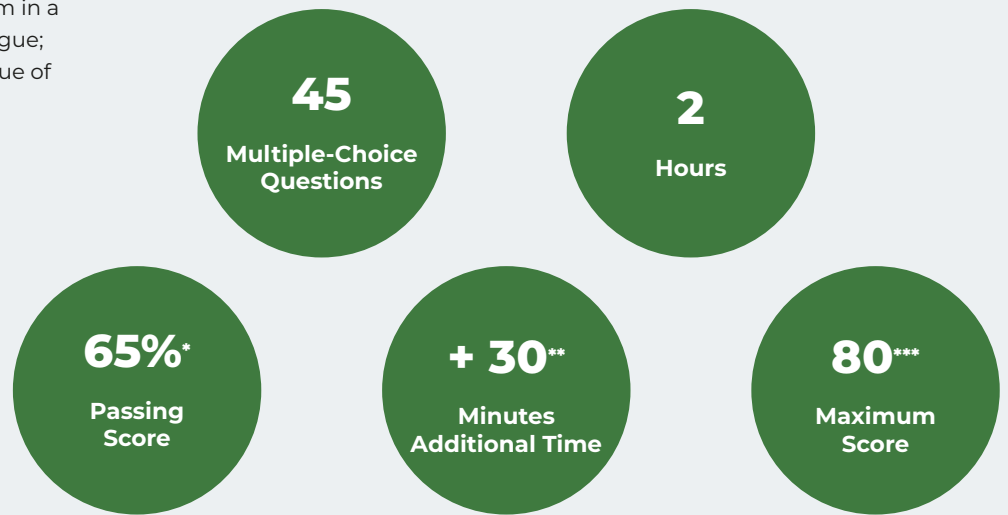 in a
ue of
45
Multiple-Choice
Questions
2
Hours
65%*
Passing
Score
+ 30**
Minutes
Additional Time
80***
Maximum
Score